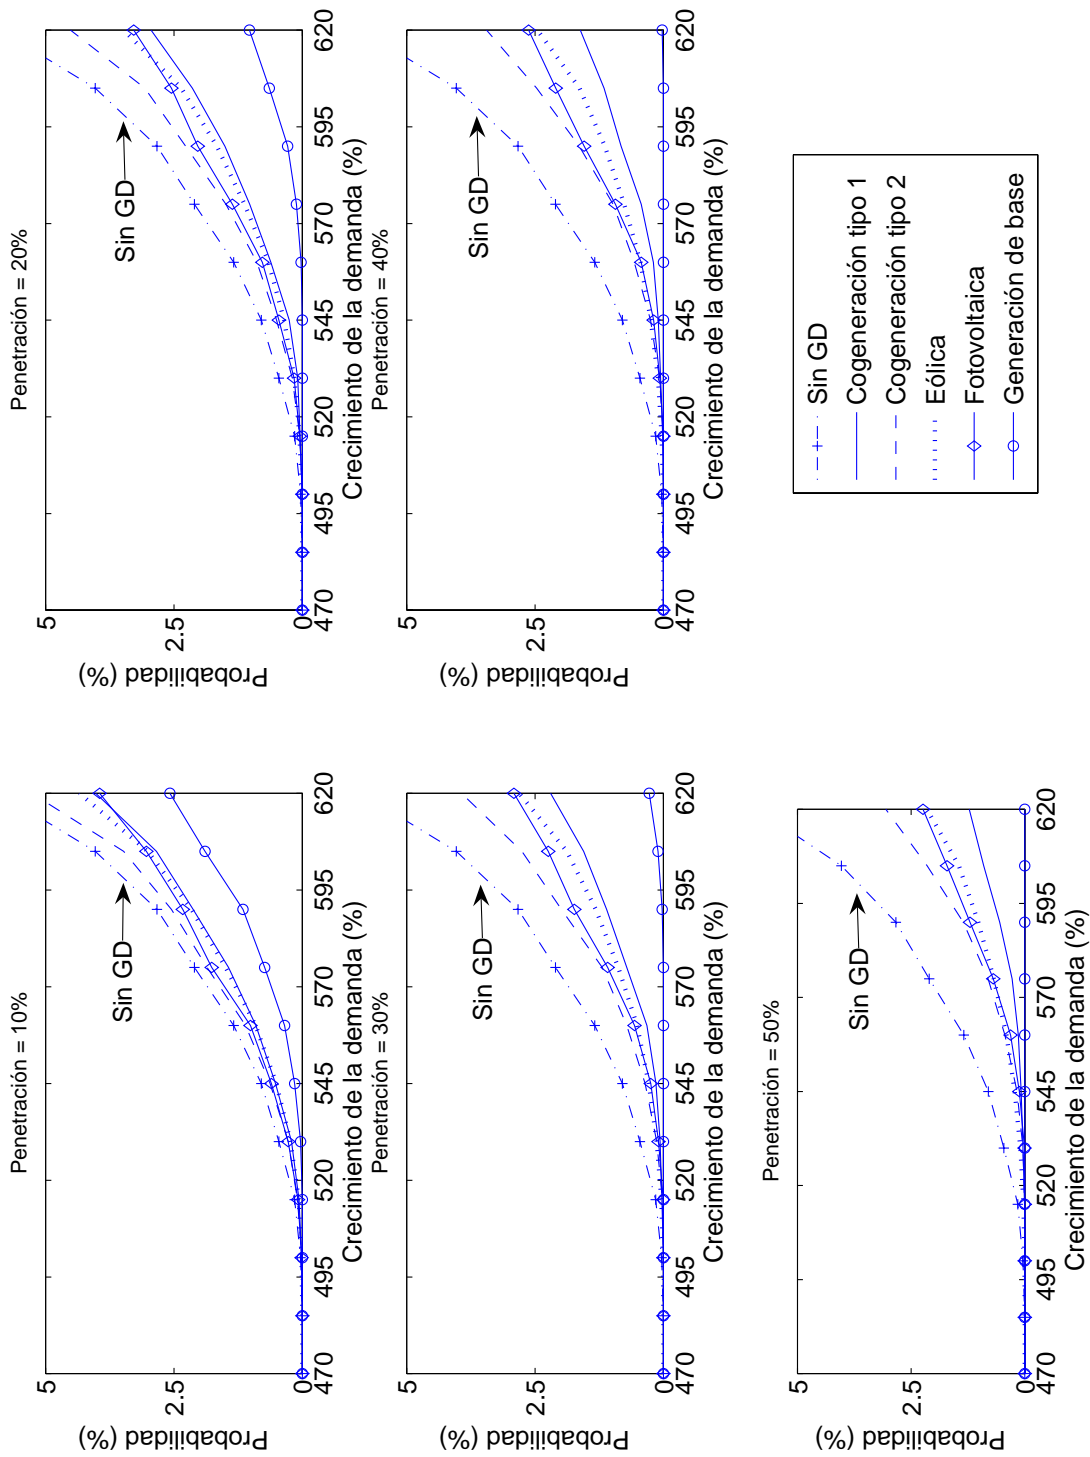 Penetración = 10%
5
2.5
0
Probabilidad (%)
470
495
520
545
570
595
620
Crecimiento de la demanda (%)
Sin GD
Penetración = 20%
5
2.5
0
Probabilidad (%)
470
495
520
545
570
595
620
Crecimiento de la demanda (%)
Sin GD
Penetración = 30%
5
2.5
0
Probabilidad (%)
470
495
520
545
570
595
620
Crecimiento de la demanda (%)
Sin GD
Penetración = 40%
5
2.5
0
Probabilidad (%)
470
495
520
545
570
595
620
Crecimiento de la demanda (%)
Sin GD
Penetración = 50%
5
2.5
0
Probabilidad (%)
470
495
520
545
570
595
620
Crecimiento de la demanda (%)
Sin GD
Sin GD
Cogeneración tipo 1
Cogeneración tipo 2
Eólica
Fotovoltaica
Generación de base